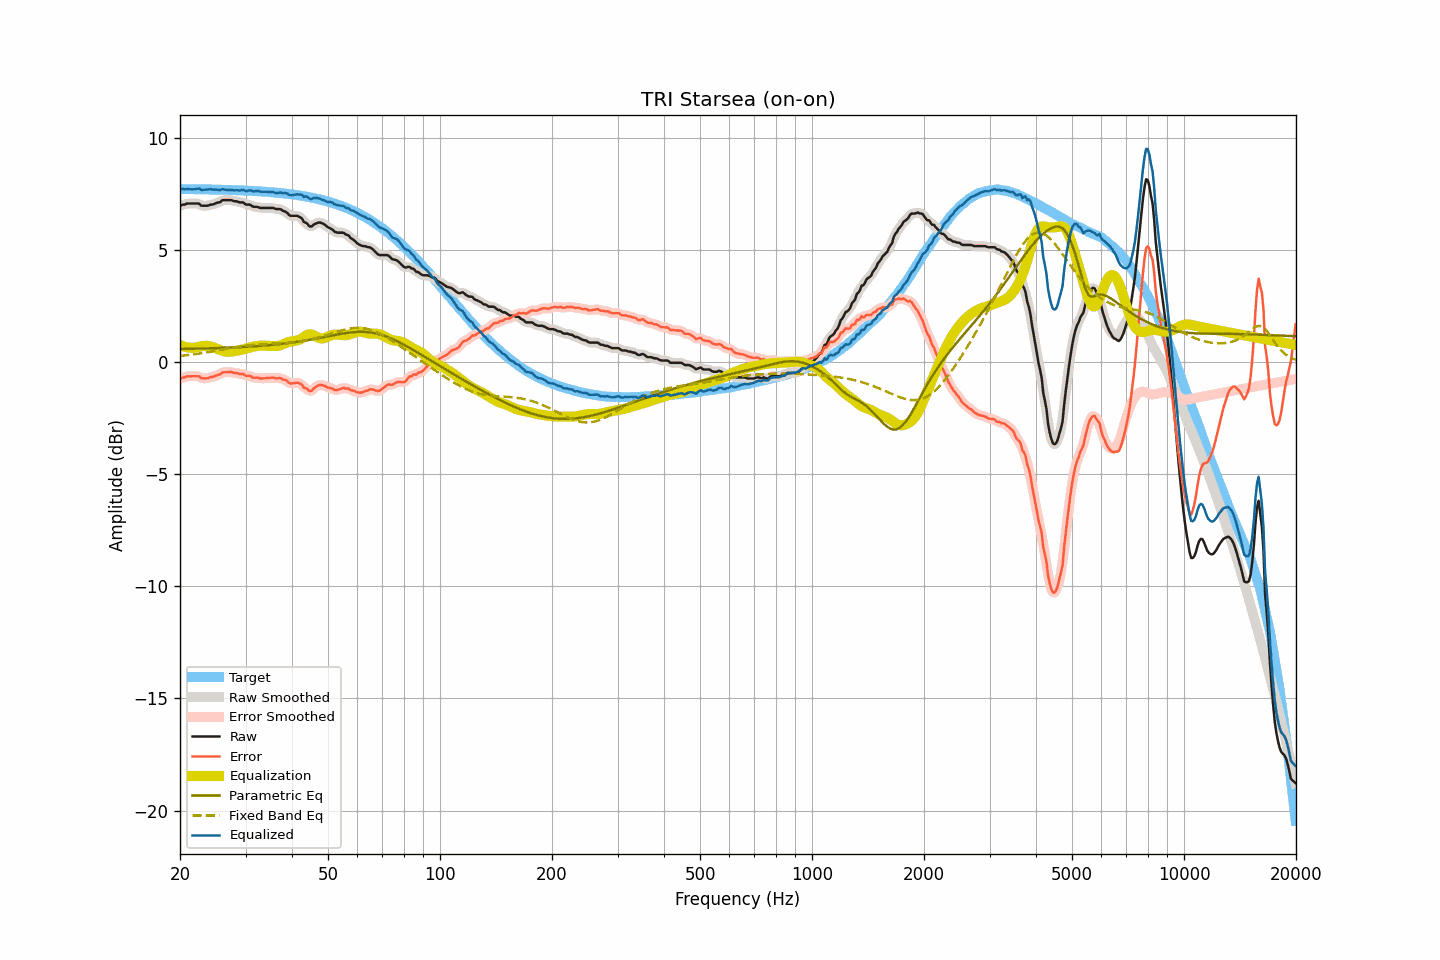 TRI Starsea (on-on)
10
5
0
−5
−10
−15
−20
Amplitude (dBr)
Target
Raw Smoothed
Error Smoothed
Raw
Error
Equalization
Parametric Eq
Fixed Band Eq
Equalized
20 50 100 200 500 1000 2000 5000 10000 20000
Frequency (Hz)